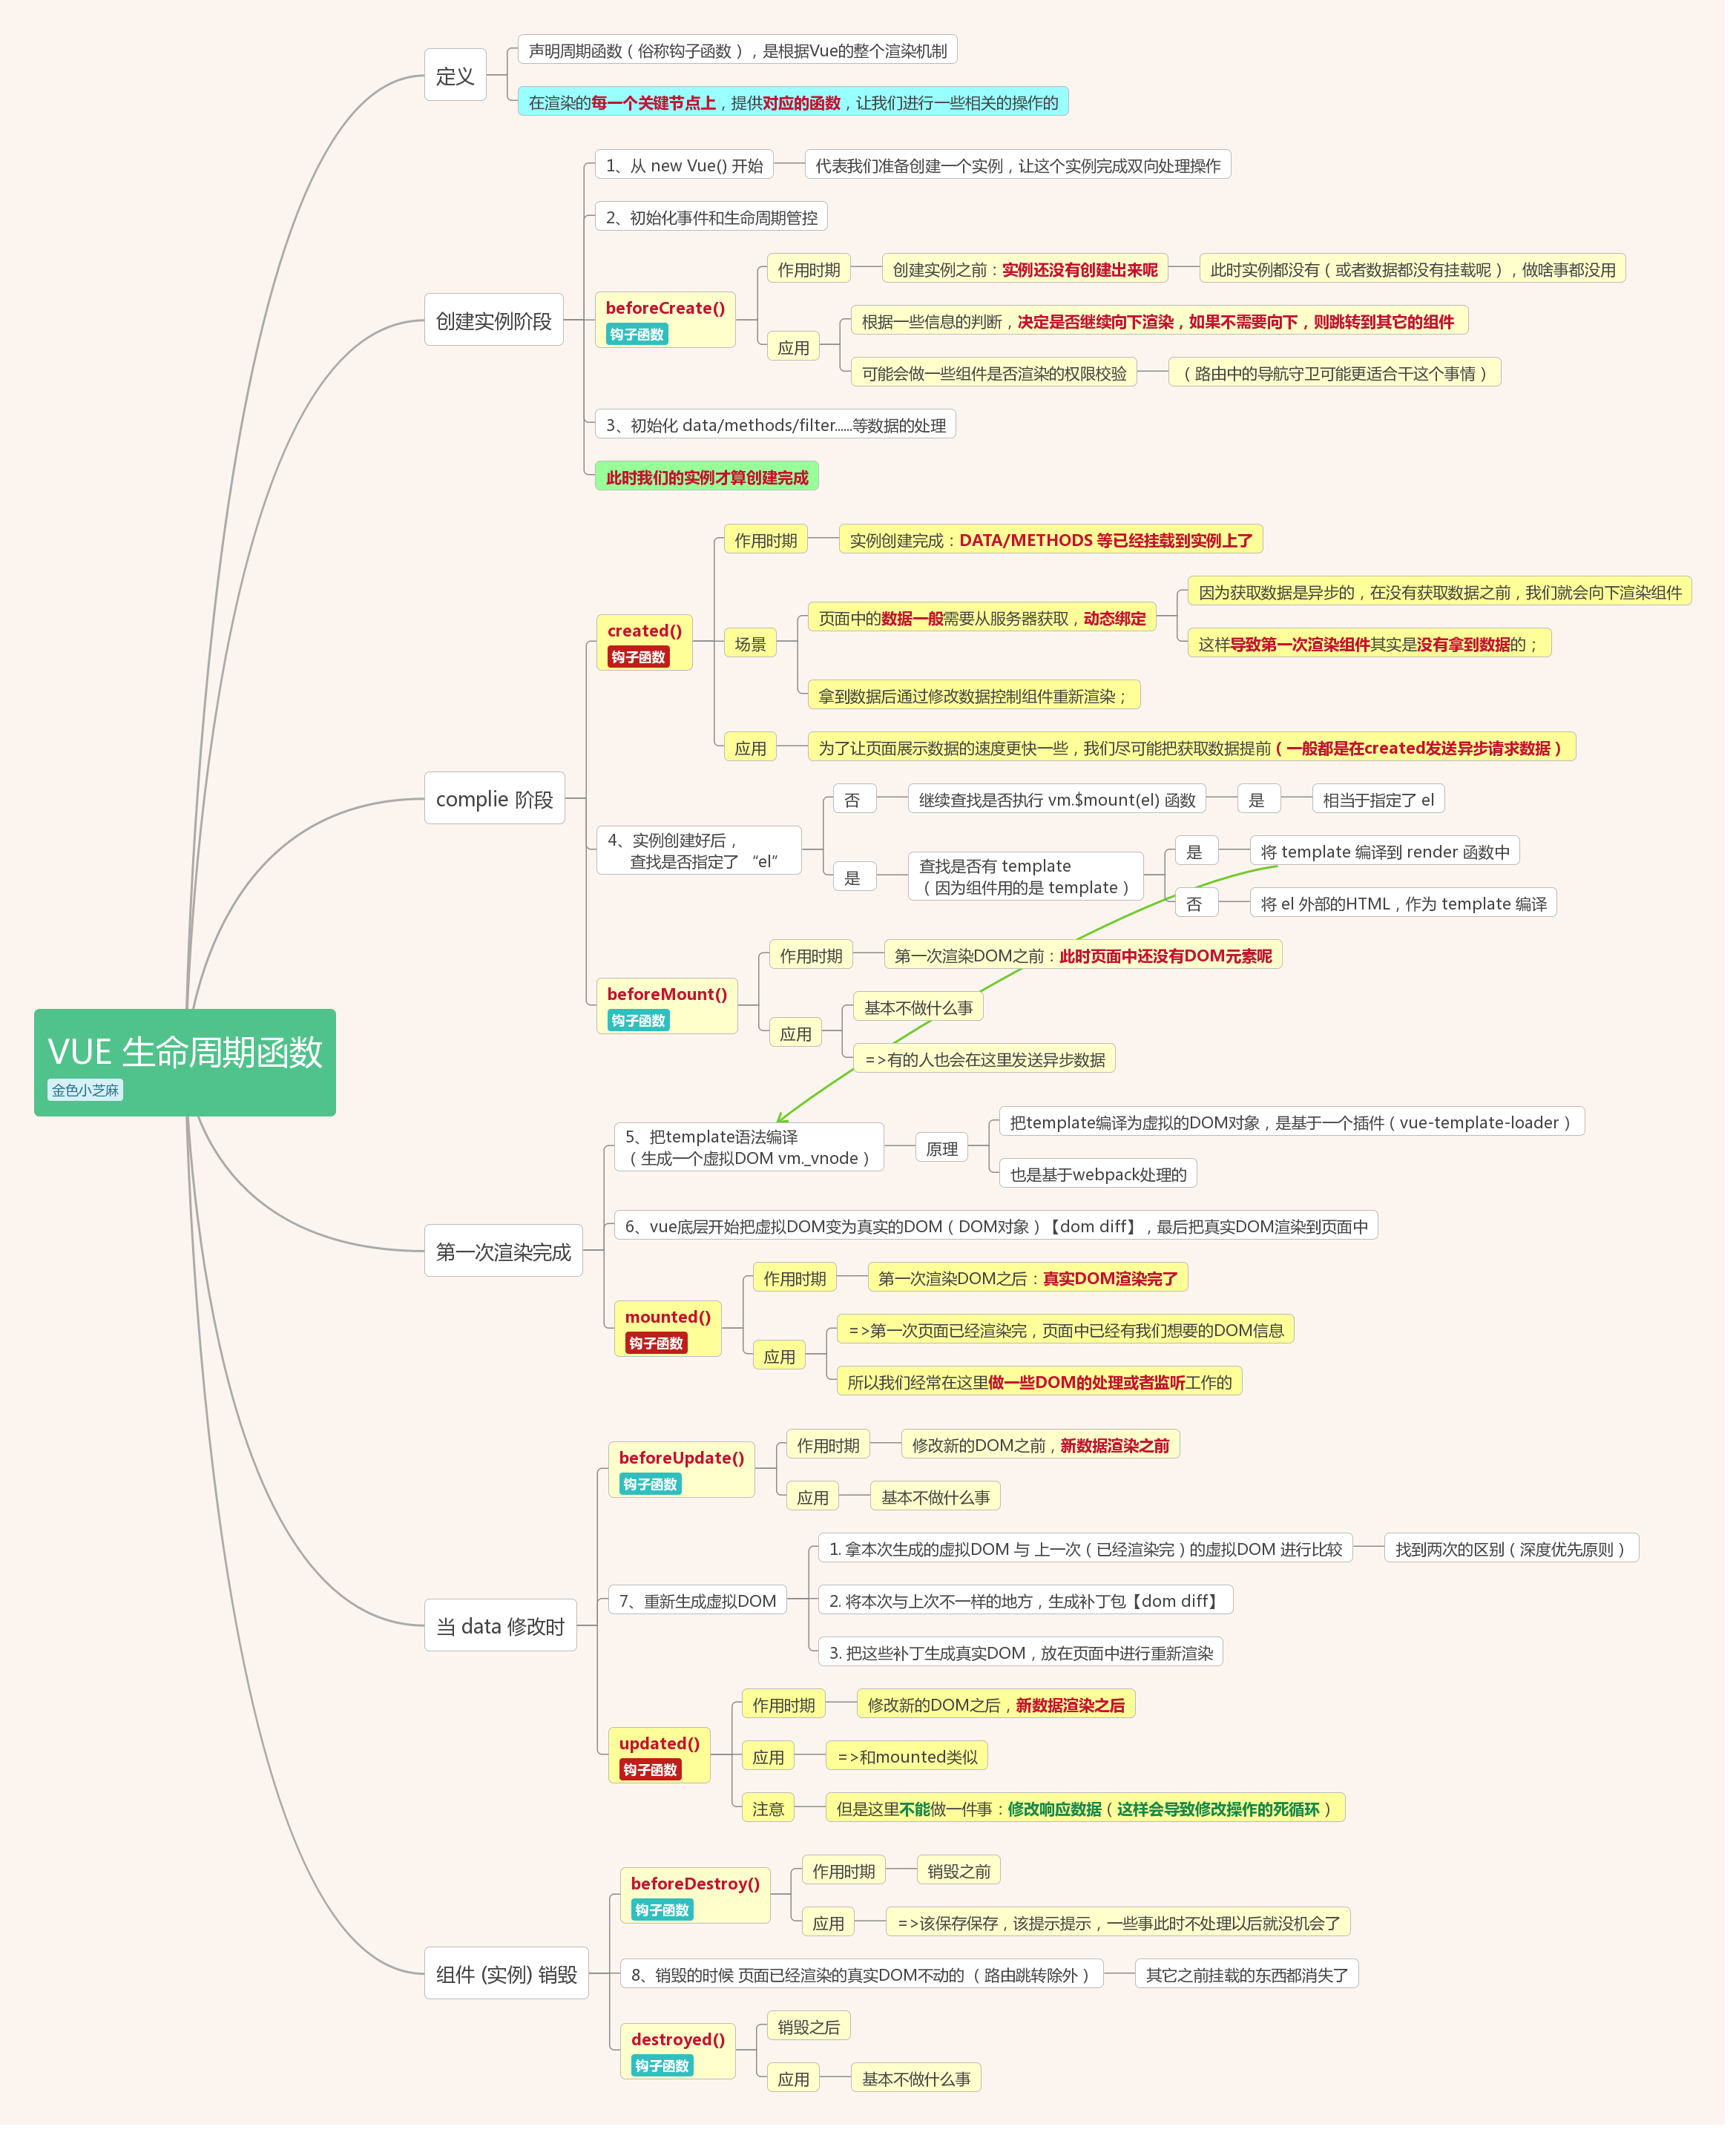 VUE 生命周期函数
金色小芝麻
定义
声明周期函数（俗称钩子函数），是根据Vue的整个渲染机制
在渲染的每一个关键节点上，提供对应的函数，让我们进行一些相关的操作的
创建实例阶段
1、从 new Vue() 开始
代表我们准备创建一个实例，让这个实例完成双向处理操作
2、初始化事件和生命周期管控
beforeCreate()
钩子函数
作用时期
创建实例之前：实例还没有创建出来呢
此时实例都没有（或者数据都没有挂载呢），做啥事都没用
应用
根据一些信息的判断，决定是否继续向下渲染，如果不需要向下，则跳转到其它的组件
可能会做一些组件是否渲染的权限校验
（路由中的导航守卫可能更适合干这个事情）
3、初始化 data/methods/filter......等数据的处理
此时我们的实例才算创建完成
complie 阶段
created()
钩子函数
作用时期
实例创建完成：DATA/METHODS 等已经挂载到实例上了
场景
页面中的数据一般需要从服务器获取，动态绑定
因为获取数据是异步的，在没有获取数据之前，我们就会向下渲染组件
这样导致第一次渲染组件其实是没有拿到数据的；
拿到数据后通过修改数据控制组件重新渲染；
应用
为了让页面展示数据的速度更快一些，我们尽可能把获取数据提前（一般都是在created发送异步请求数据）
4、实例创建好后，
查找是否指定了 “el”
否
继续查找是否执行 vm.$mount(el) 函数
是
相当于指定了 el
是
查找是否有 template
（因为组件用的是 template）
是
将 template 编译到 render 函数中
否
将 el 外部的HTML，作为 template 编译
beforeMount()
钩子函数
作用时期
第一次渲染DOM之前：此时页面中还没有DOM元素呢
应用
基本不做什么事
=>有的人也会在这里发送异步数据
第一次渲染完成
5、把template语法编译
（生成一个虚拟DOM vm._vnode）
原理
把template编译为虚拟的DOM对象，是基于一个插件（vue-template-loader）
也是基于webpack处理的
6、vue底层开始把虚拟DOM变为真实的DOM（DOM对象）【dom diff】，最后把真实DOM渲染到页面中
mounted()
钩子函数
作用时期
第一次渲染DOM之后：真实DOM渲染完了
应用
=>第一次页面已经渲染完，页面中已经有我们想要的DOM信息
所以我们经常在这里做一些DOM的处理或者监听工作的
当 data 修改时
beforeUpdate()
钩子函数
作用时期
修改新的DOM之前，新数据渲染之前
应用
基本不做什么事
7、重新生成虚拟DOM
1. 拿本次生成的虚拟DOM 与 上一次（已经渲染完）的虚拟DOM 进行比较
找到两次的区别（深度优先原则）
2. 将本次与上次不一样的地方，生成补丁包【dom diff】
3. 把这些补丁生成真实DOM，放在页面中进行重新渲染
updated()
钩子函数
作用时期
修改新的DOM之后，新数据渲染之后
应用
=>和mounted类似
注意
但是这里不能做一件事：修改响应数据（这样会导致修改操作的死循环）
组件 (实例) 销毁
beforeDestroy()
钩子函数
作用时期
销毁之前
应用
=>该保存保存，该提示提示，一些事此时不处理以后就没机会了
8、销毁的时候 页面已经渲染的真实DOM不动的 （路由跳转除外）
其它之前挂载的东西都消失了
destroyed()
钩子函数
销毁之后
应用
基本不做什么事